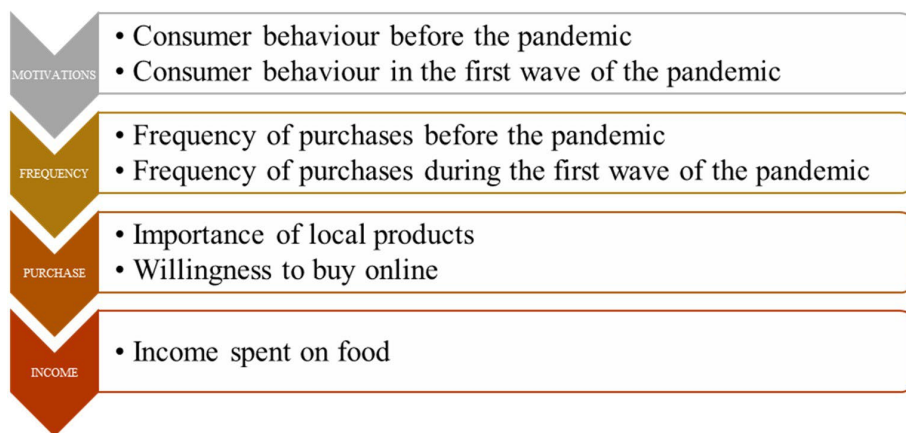 MOTIVATIONS
• Consumer behaviour before the pandemic
• Consumer behaviour in the first wave of the pandemic
FREQUENCY
• Frequency of purchases before the pandemic
• Frequency of purchases during the first wave of the pandemic
PURCHASE
• Importance of local products
• Willingness to buy online
INCOME
• Income spent on food